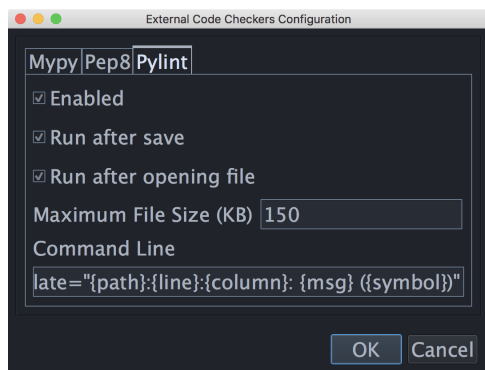 External Code Checkers Configuration
Mypy Pep8 Pylint
Enabled
Run after save
Run after opening file
Maximum File Size (KB) 150
Command Line
late="{path}:{line}:{column}: {msg} ({symbol})"
OK Cancel